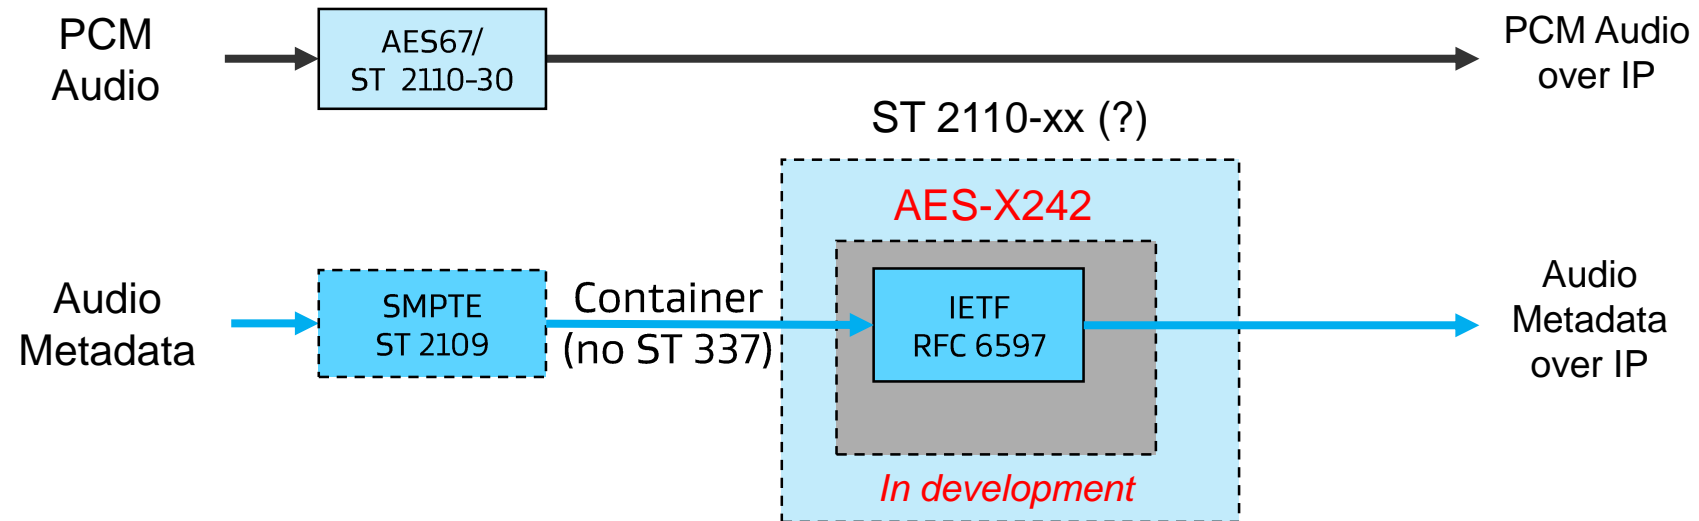 PCM
Audio
AES67/
ST 2110-30
PCM Audio
over IP
ST 2110-xx (?)
AES-X242
Audio
Metadata
SMPTE
ST 2109
Container
(no ST 337)
IETF
RFC 6597
Audio
Metadata
over IP
In development